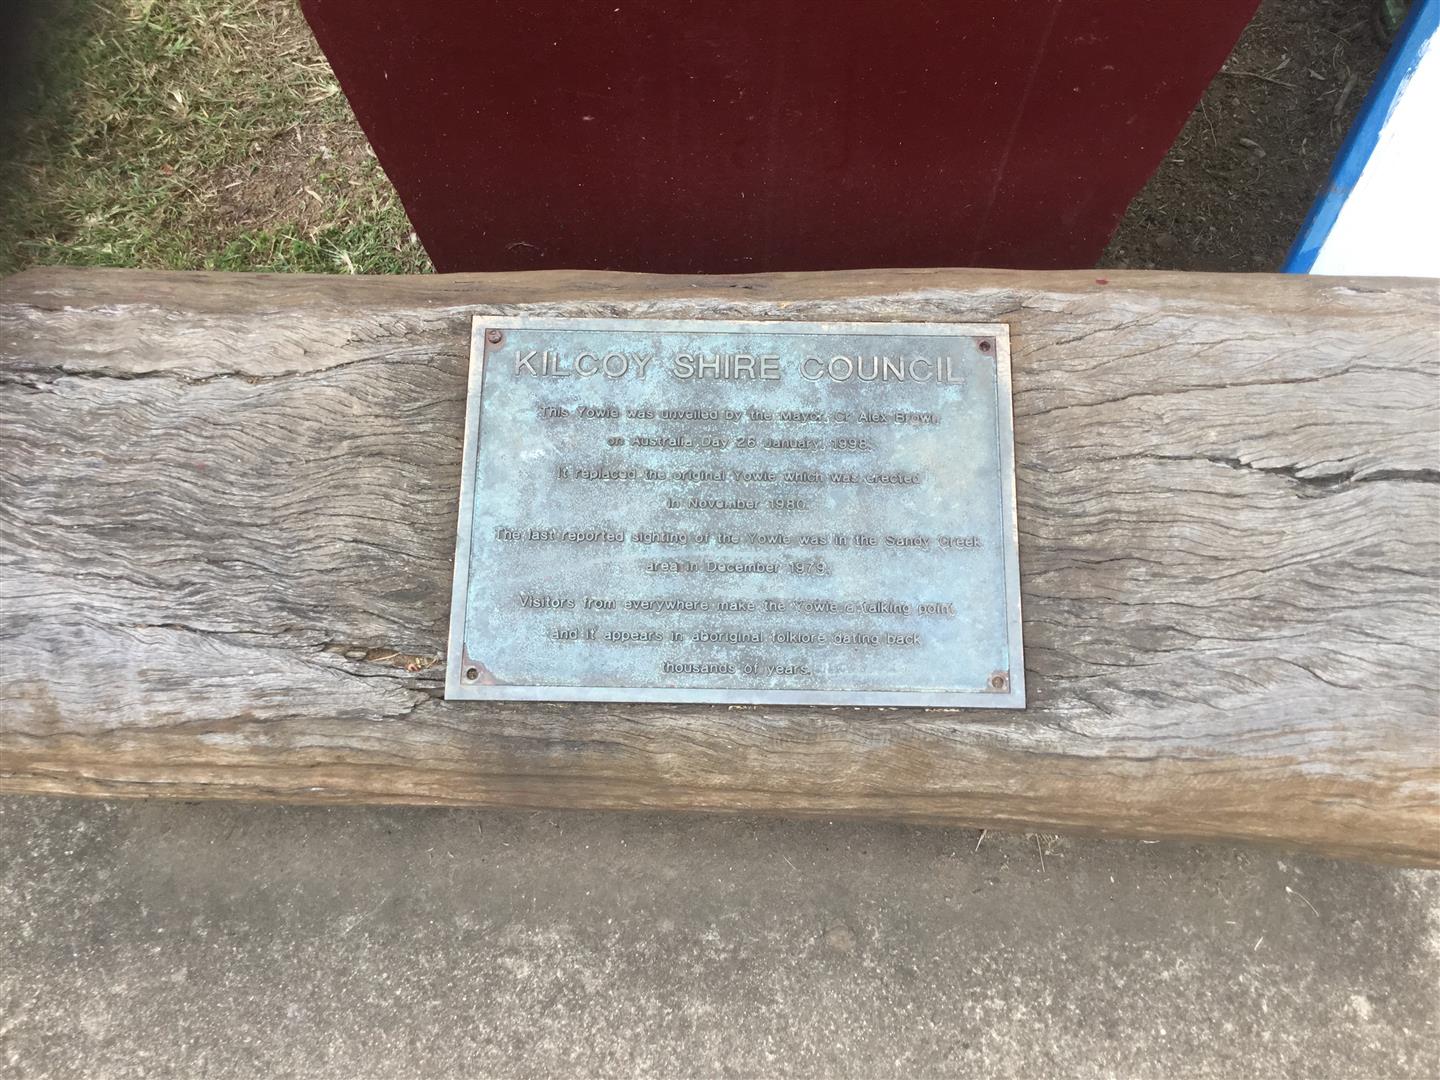 KILCOY SHIRE COUNCIL
This Yowie was unveiled by the Mayor, Cr Alex Brown
on Australia Day 26 January, 1998.
It replaced the original Yowie which was erected
in November 1980.
The last reported sighting of the Yowie was in the Sandy Creek
area in December 1979.
Visitors from everywhere make the Yowie a talking point
and it appears in aboriginal folklore dating back
thousands of years.